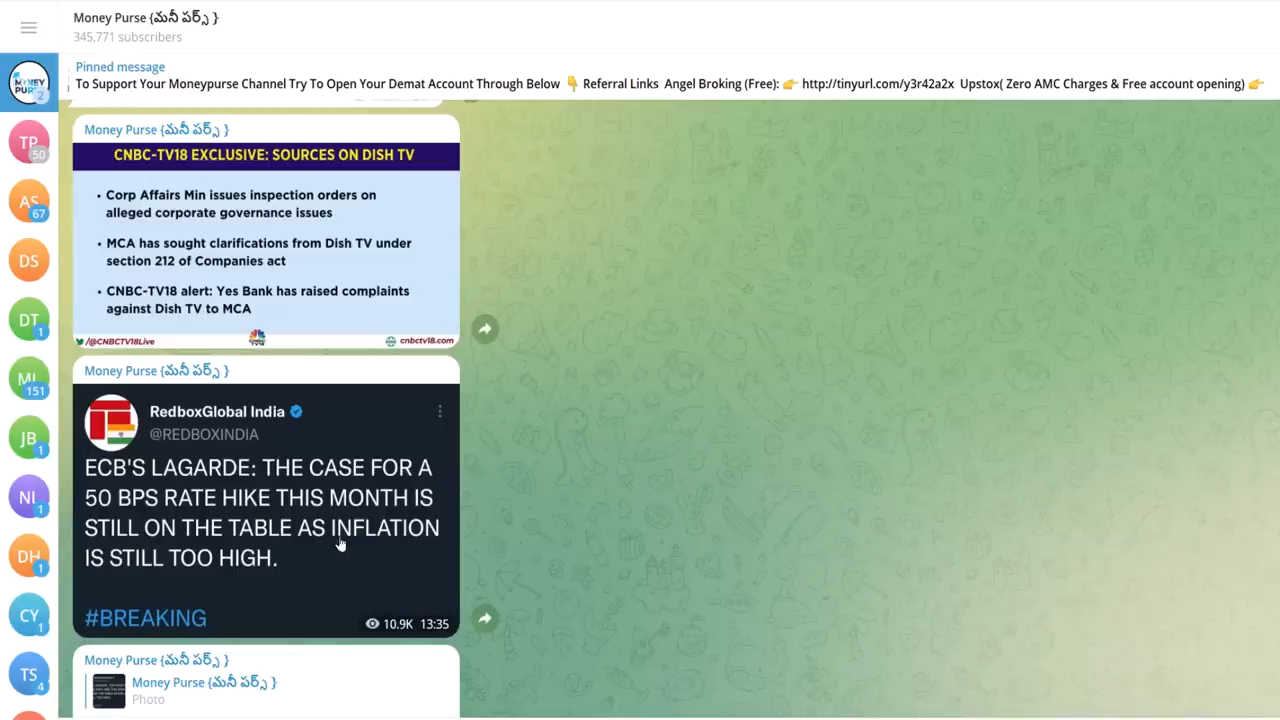 Money Purse {మనీ పర్స్ }
345,771 subscribers
Pinned message
To Support Your Moneypurse Channel Try To Open Your Demat Account Through Below 👇 Referral Links Angel Broking (Free): 👉 http://tinyurl.com/y3r42a2x Upstox( Zero AMC Charges & Free account opening) 👉
MONEY
PURSE
2
TP
50
AS
67
DS
DT
1
151
JB
1
NI
1
DH
1
CY
1
TS
4
Money Purse {మనీ పర్స్ }
CNBC-TV18 EXCLUSIVE: SOURCES ON DISH TV
• Corp Affairs Min issues inspection orders on
alleged corporate governance issues
• MCA has sought clarifications from Dish TV under
section 212 of Companies act
• CNBC-TV18 alert: Yes Bank has raised complaints
against Dish TV to MCA
/@CNBCTV18Live
cnbctv18.com
Money Purse {మనీ పర్స్ }
RedboxGlobal India
@REDBOXINDIA
ECB'S LAGARDE: THE CASE FOR A
50 BPS RATE HIKE THIS MONTH IS
STILL ON THE TABLE AS INFLATION
IS STILL TOO HIGH.
#BREAKING
10.9K 13:35
Money Purse {మనీ పర్స్ }
Money Purse {మనీ పర్స్ }
Photo